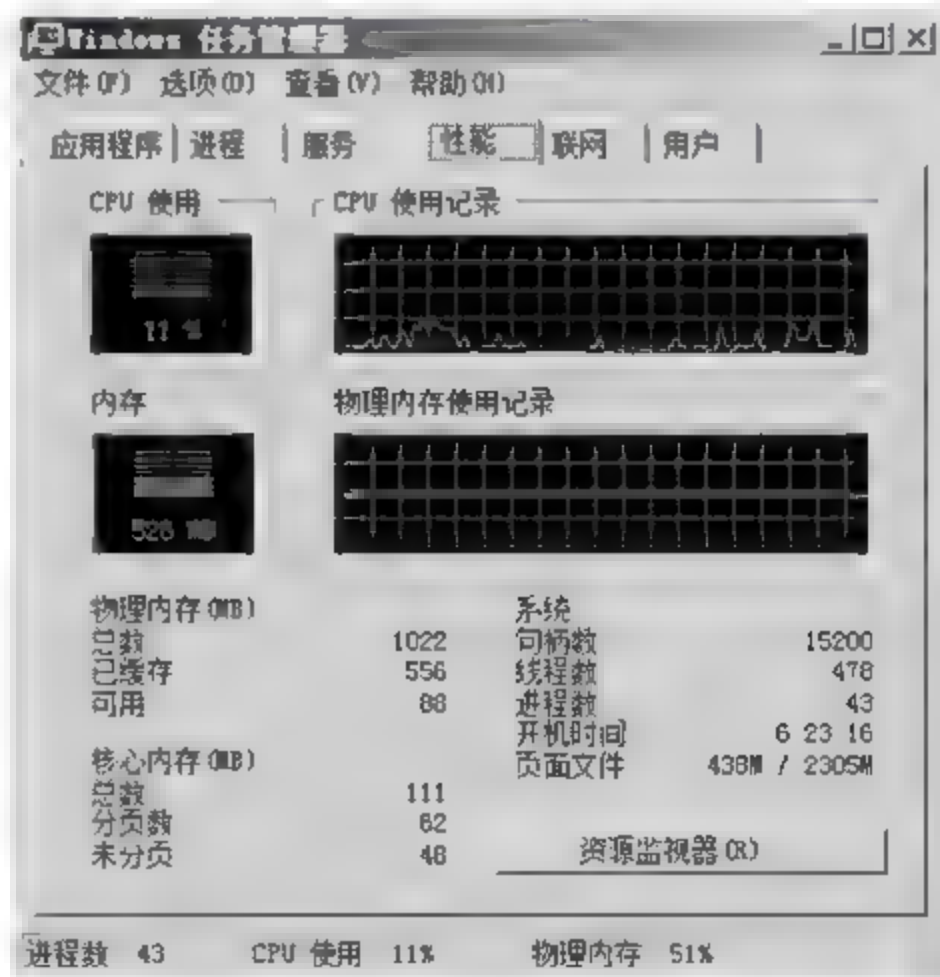 Windows 任务管理器
文件(F) 选项(O) 查看(V) 帮助(H)
应用程序 进程 服务 性能 联网 用户
CPU 使用 CPU 使用记录
11 %
内存 物理内存使用记录
526 MB
物理内存(MB)
总数 1022
已缓存 556
可用 88
系统
句柄数 15200
线程数 478
进程数 43
开机时间 6 23 16
页面文件 438M / 2305M
核心内存(MB)
总数 111
分页数 62
未分页 48
资源监视器(R)
进程数 43 CPU 使用 11% 物理内存 51%